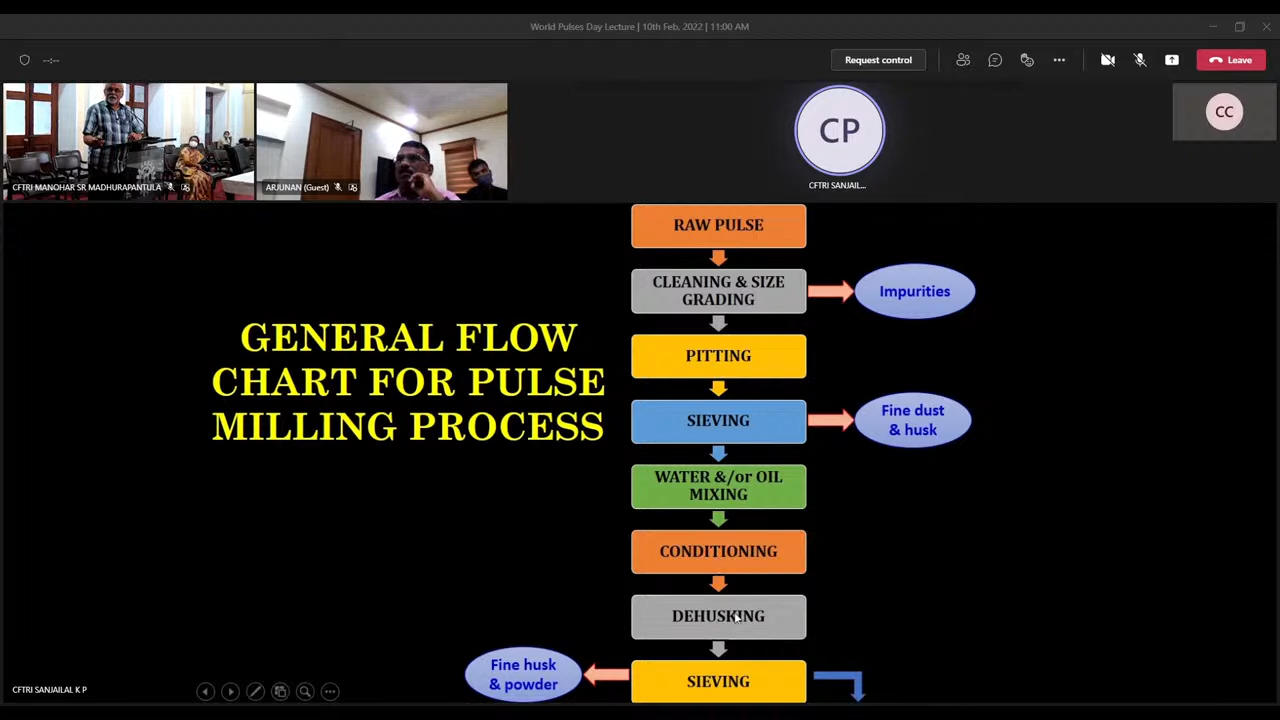 World Pulses Day Lecture | 10th Feb, 2022 | 11:00 AM
--:--
Request control
Leave
CFTRI MANOHAR SR MADHURAPANTULA
ARJUNAN (Guest)
CP
CFTRI SANJAIL...
CC
GENERAL FLOW
CHART FOR PULSE
MILLING PROCESS
RAW PULSE
CLEANING & SIZE
GRADING
Impurities
PITTING
SIEVING
Fine dust
& husk
WATER &/or OIL
MIXING
CONDITIONING
DEHUSKING
SIEVING
Fine husk
& powder
CFTRI SANJAILAL K P